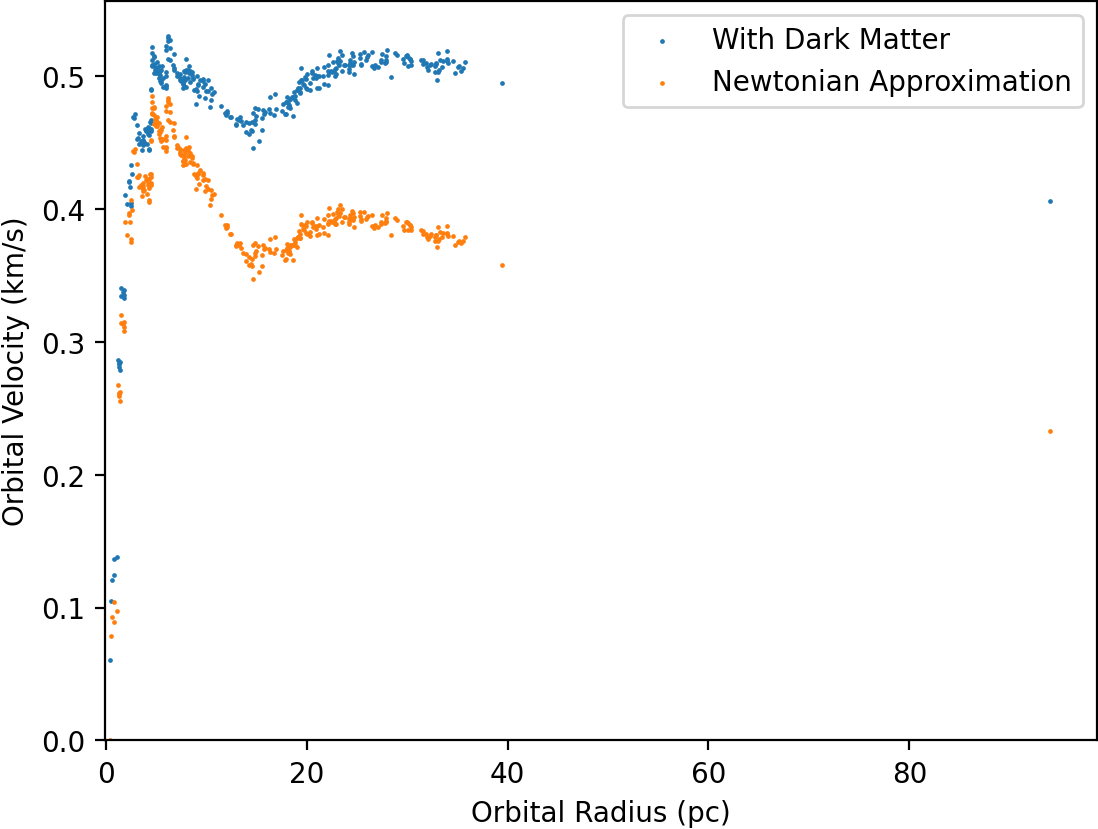 With Dark Matter
Newtonian Approximation
Orbital Velocity (km/s)
0.5
0.4
0.3
0.2
0.1
0.0
0 20 40 60 80
Orbital Radius (pc)